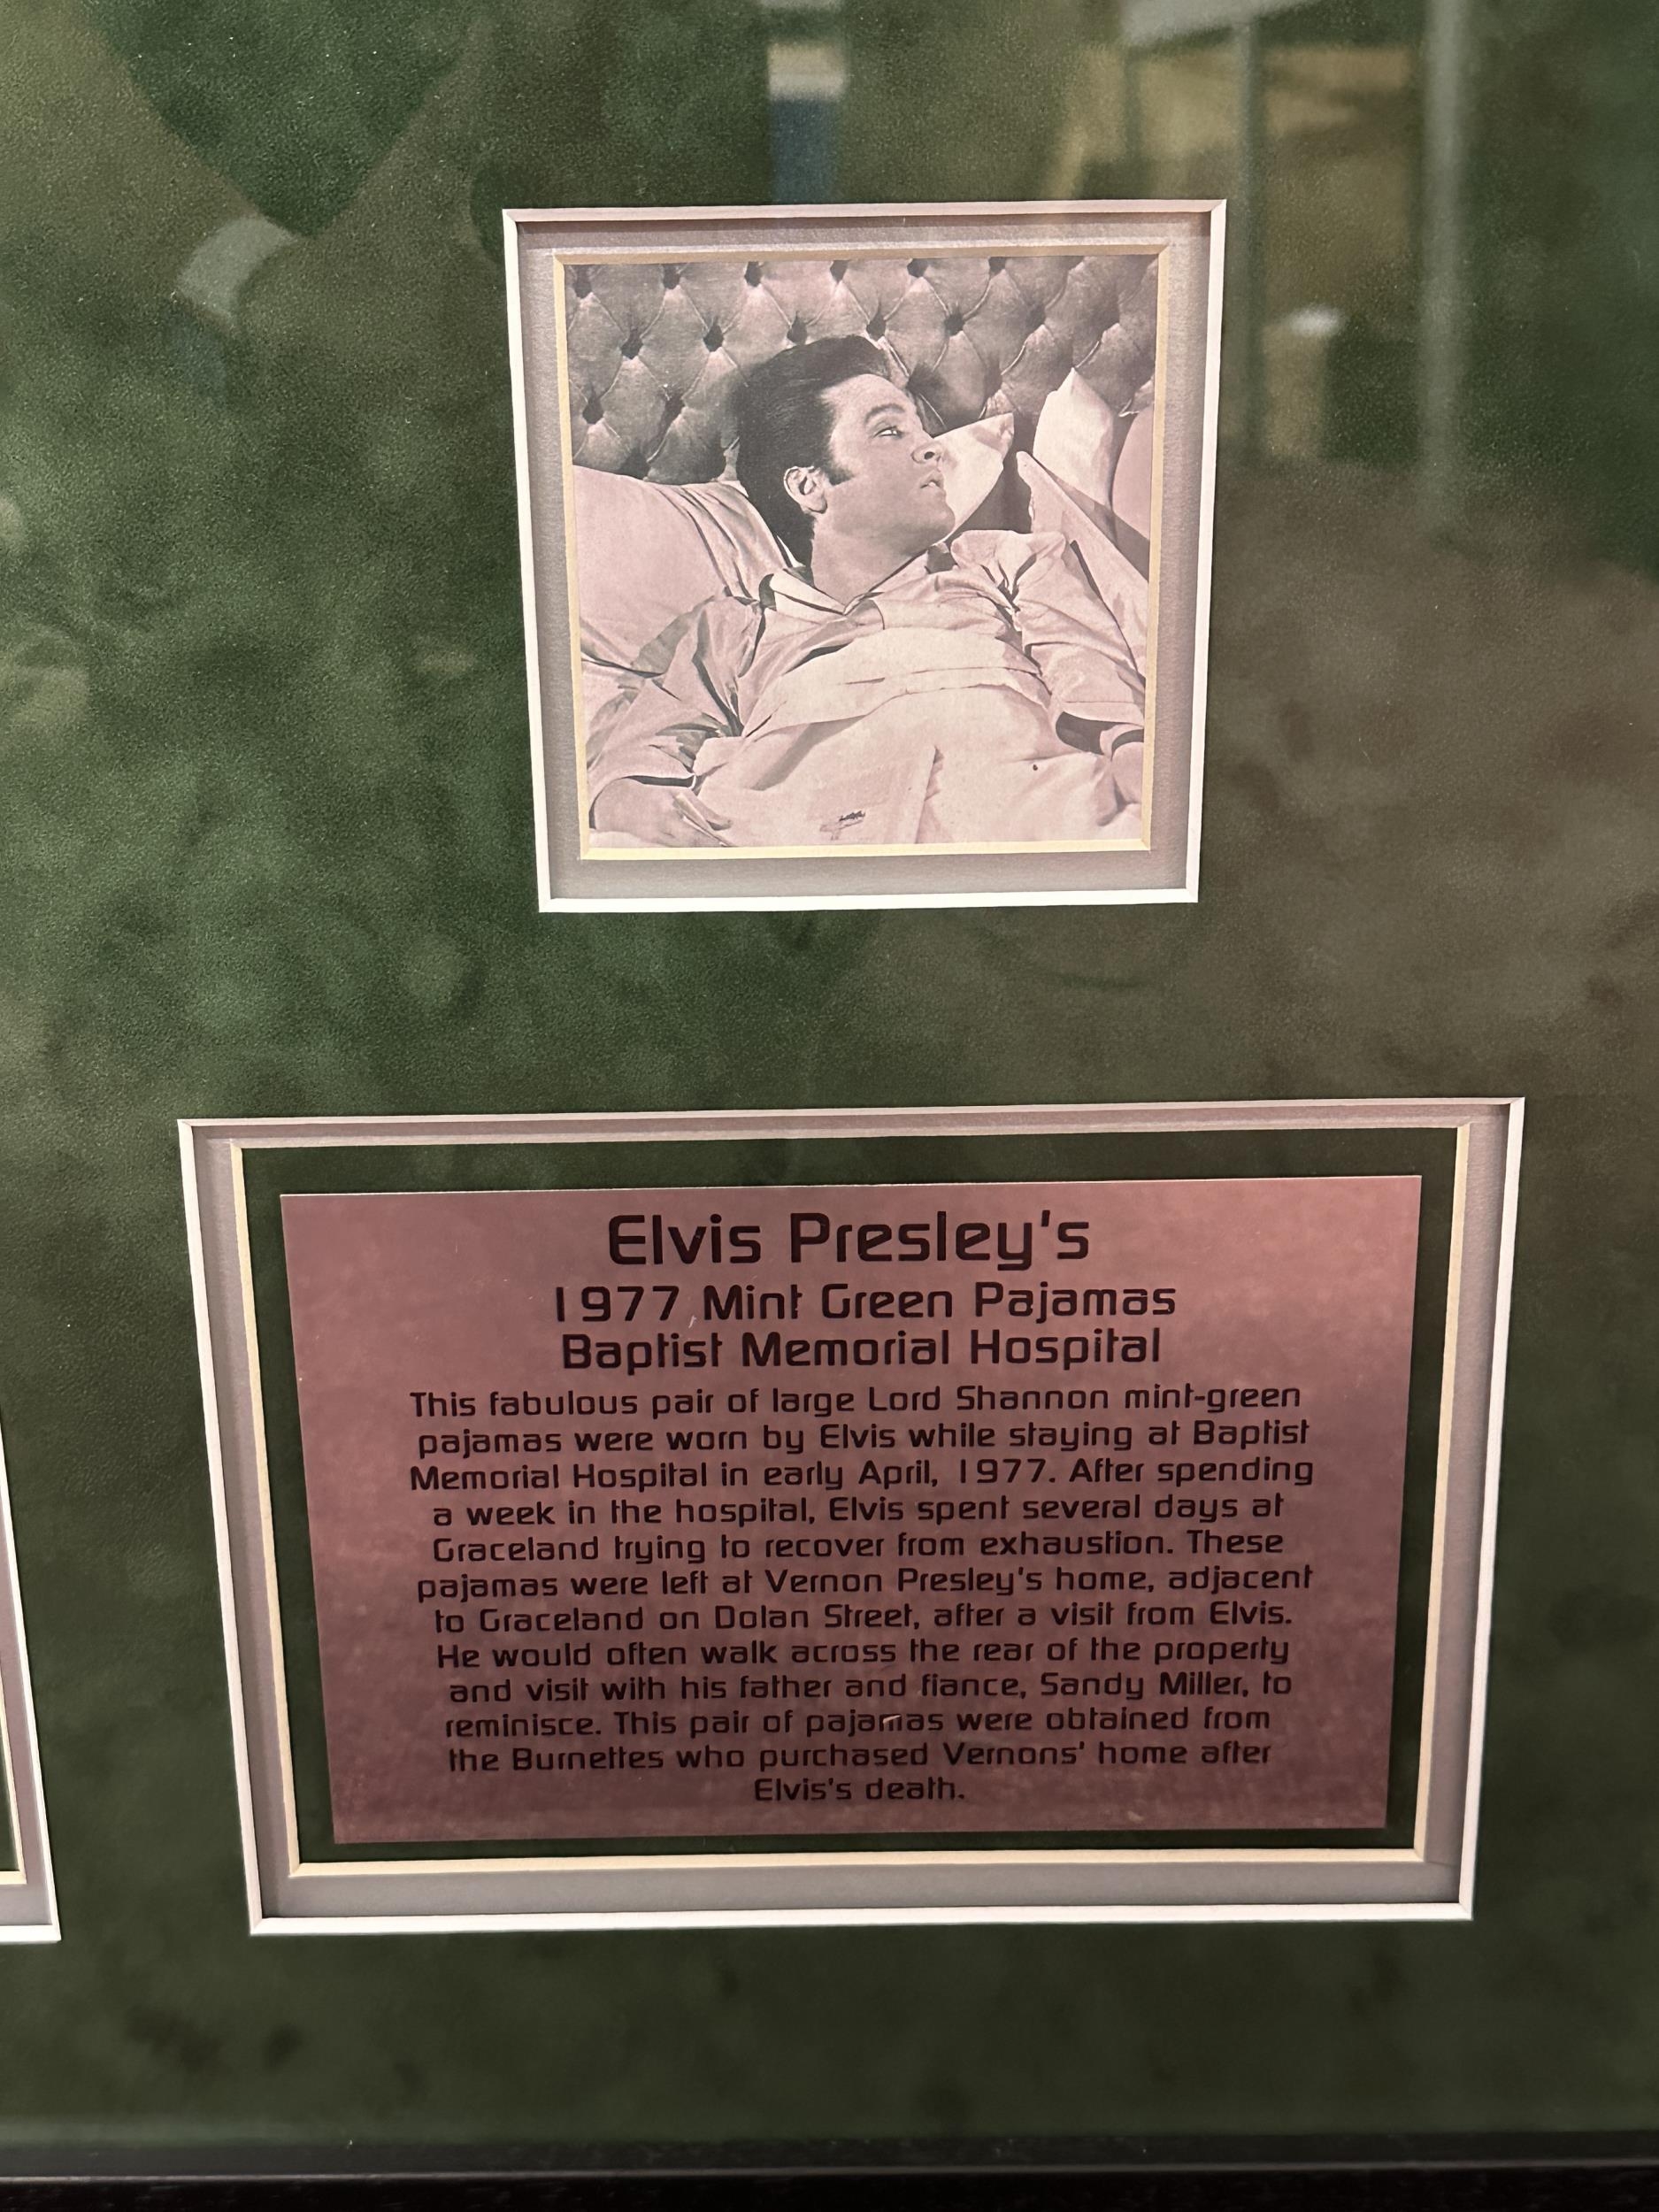 Elvis Presley's
1977 Mint Green Pajamas
Baptist Memorial Hospital
This fabulous pair of large Lord Shannon mint-green
pajamas were worn by Elvis while staying at Baptist
Memorial Hospital in early April, 1977. After spending
a week in the hospital, Elvis spent several days at
Graceland trying to recover from exhaustion. These
pajamas were left at Vernon Presley's home, adjacent
to Graceland on Dolan Street, after a visit from Elvis.
He would often walk across the rear of the property
and visit with his father and fiance, Sandy Miller, to
reminisce. This pair of pajamas were obtained from
the Burnettes who purchased Vernons' home after
Elvis's death.